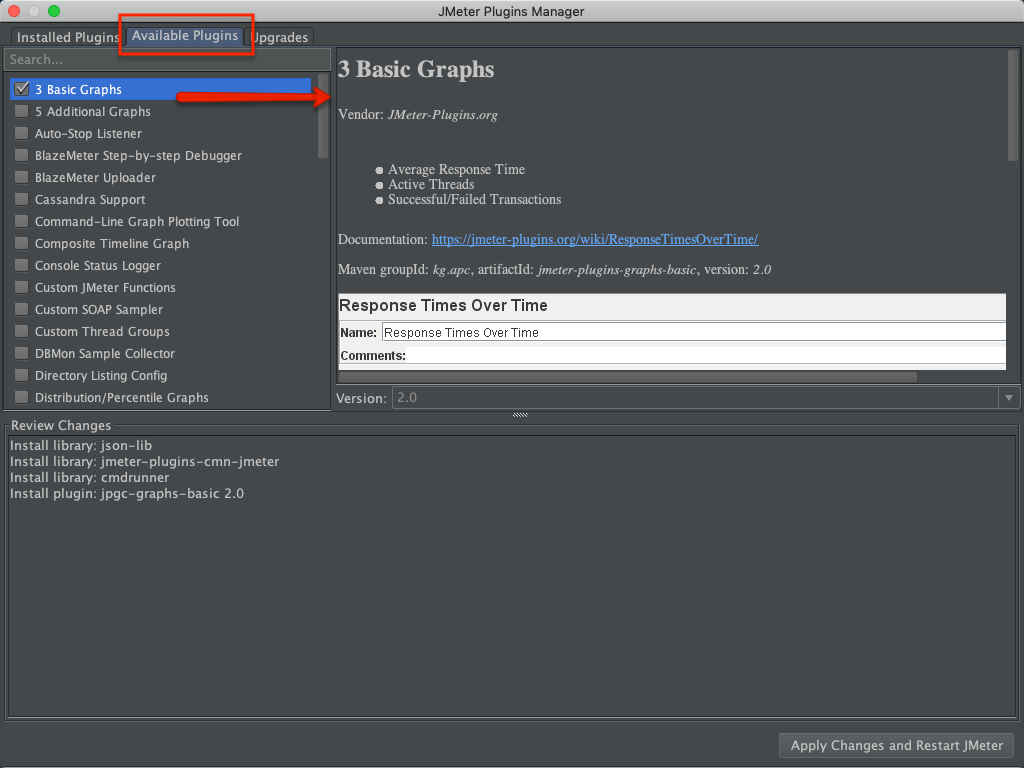 JMeter Plugins Manager
Installed Plugins
Available Plugins
Upgrades
Search...
3 Basic Graphs
5 Additional Graphs
Auto-Stop Listener
BlazeMeter Step-by-step Debugger
BlazeMeter Uploader
Cassandra Support
Command-Line Graph Plotting Tool
Composite Timeline Graph
Console Status Logger
Custom JMeter Functions
Custom SOAP Sampler
Custom Thread Groups
DBMon Sample Collector
Directory Listing Config
Distribution/Percentile Graphs
3 Basic Graphs
Vendor: JMeter-Plugins.org
Average Response Time
Active Threads
Successful/Failed Transactions
Documentation: https://jmeter-plugins.org/wiki/ResponseTimesOverTime/
Maven groupId: kg.apc, artifactId: jmeter-plugins-graphs-basic, version: 2.0
Response Times Over Time
Name: Response Times Over Time
Comments:
Version: 2.0
Review Changes
Install library: json-lib
Install library: jmeter-plugins-cmn-jmeter
Install library: cmdrunner
Install plugin: jpgc-graphs-basic 2.0
Apply Changes and Restart JMeter